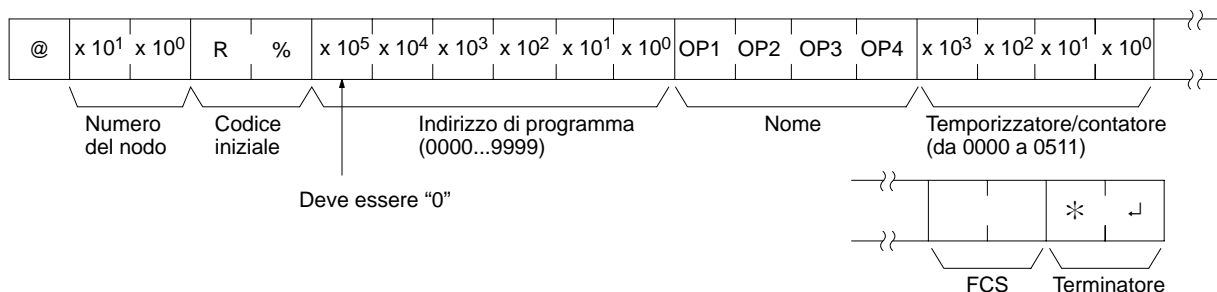 @ x 10¹ x 10⁰ R % x 10⁵ x 10⁴ x 10³ x 10² x 10¹ x 10⁰ OP1 OP2 OP3 OP4 x 10³ x 10² x 10¹ x 10⁰
Numero del nodo
Codice iniziale
Indirizzo di programma
(0000...9999)
Nome
Temporizzatore/contatore
(da 0000 a 0511)
Deve essere “0”
* ↵
FCS Terminatore